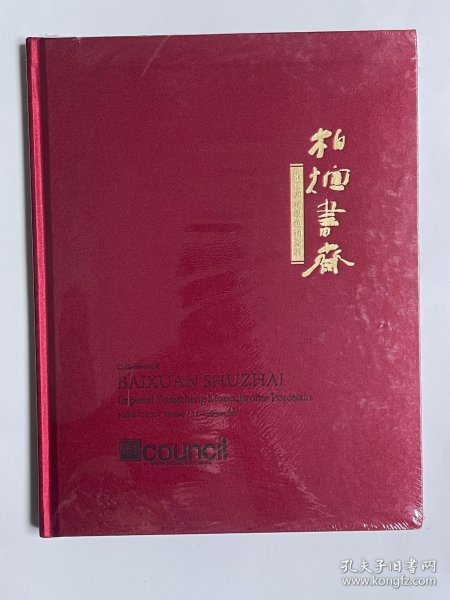 柏楦書齋
Collection of
BAIXUAN SHUZHAI
Imperial Yongzheng Monochrome Porcelain
council
孔夫子旧书网
www.kongfz.com